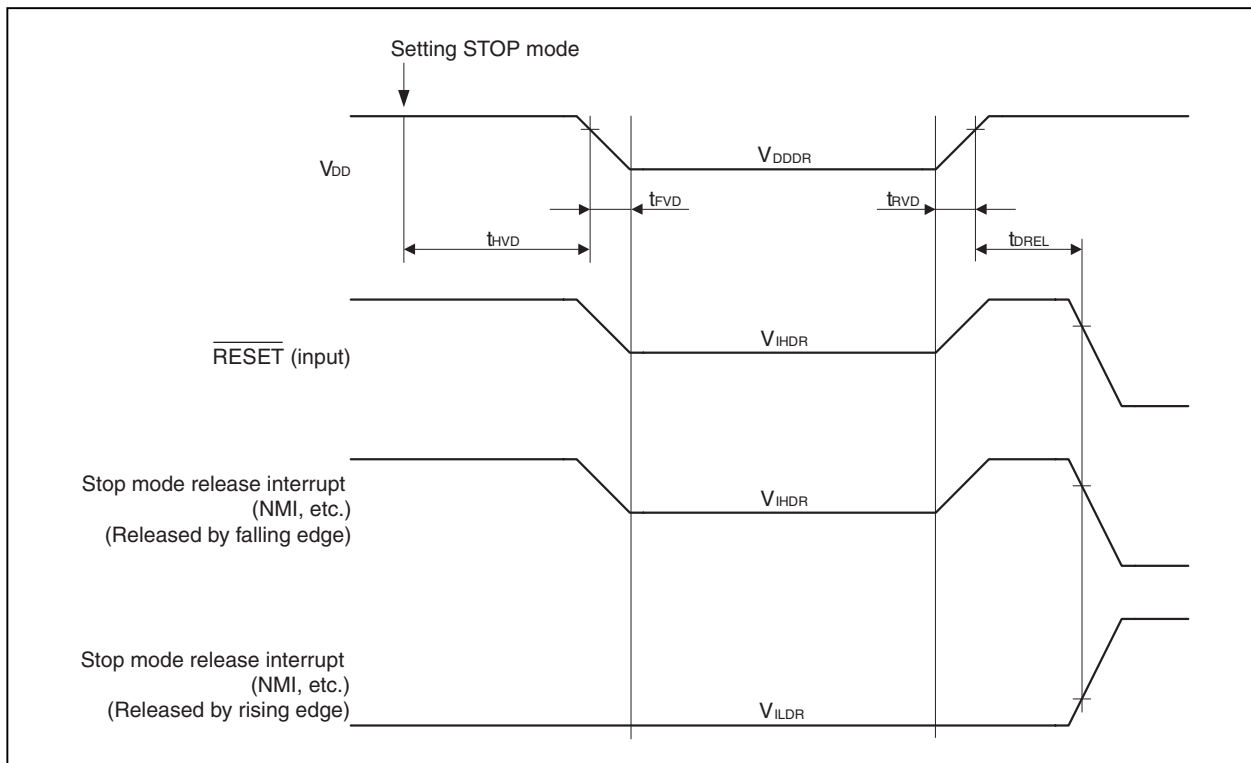 Setting STOP mode
VDD
VDDDR
tFVD
tRVD
tHVD
tDREL
RESET (input)
VIHDR
Stop mode release interrupt
(NMI, etc.)
(Released by falling edge)
VIHDR
Stop mode release interrupt
(NMI, etc.)
(Released by rising edge)
VILDR